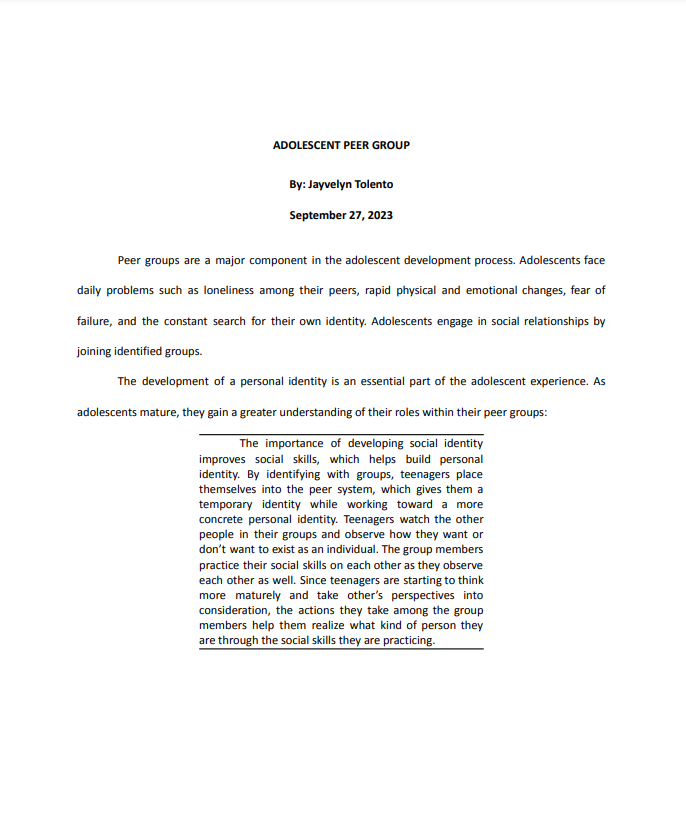 ADOLESCENT PEER GROUP
By: Jayvelyn Tolento
September 27, 2023
Peer groups are a major component in the adolescent development process. Adolescents face
daily problems such as loneliness among their peers, rapid physical and emotional changes, fear of
failure, and the constant search for their own identity. Adolescents engage in social relationships by
joining identified groups.
The development of a personal identity is an essential part of the adolescent experience. As
adolescents mature, they gain a greater understanding of their roles within their peer groups:
The importance of developing social identity
improves social skills, which helps build personal
identity. By identifying with groups, teenagers place
themselves into the peer system, which gives them a
temporary identity while working toward a more
concrete personal identity. Teenagers watch the other
people in their groups and observe how they want or
don’t want to exist as an individual. The group members
practice their social skills on each other as they observe
each other as well. Since teenagers are starting to think
more maturely and take other’s perspectives into
consideration, the actions they take among the group
members help them realize what kind of person they
are through the social skills they are practicing.